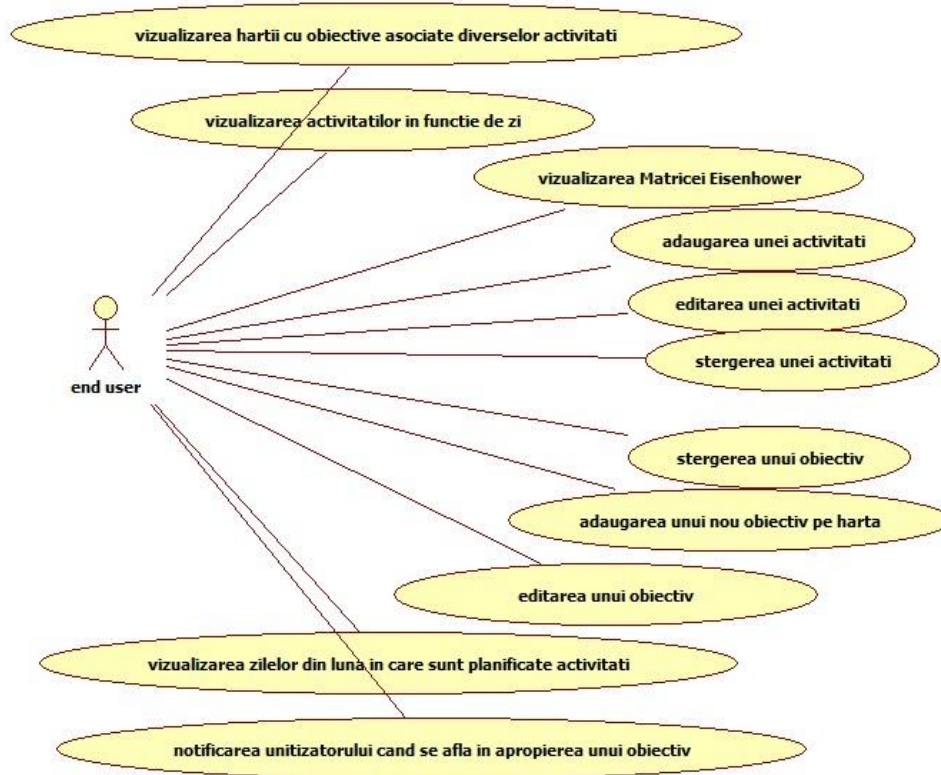 vizualizarea hartii cu obiective asociate diverselor activitati
vizualizarea activitatilor in functie de zi
vizualizarea Matricei Eisenhower
adaugarea unei activitati
editarea unei activitati
stergerea unei activitati
end user
stergerea unui obiectiv
adaugarea unui nou obiectiv pe harta
editarea unui obiectiv
vizualizarea zilelor din luna in care sunt planificate activitati
notificarea unitizatorului cand se afla in apropierea unui obiectiv